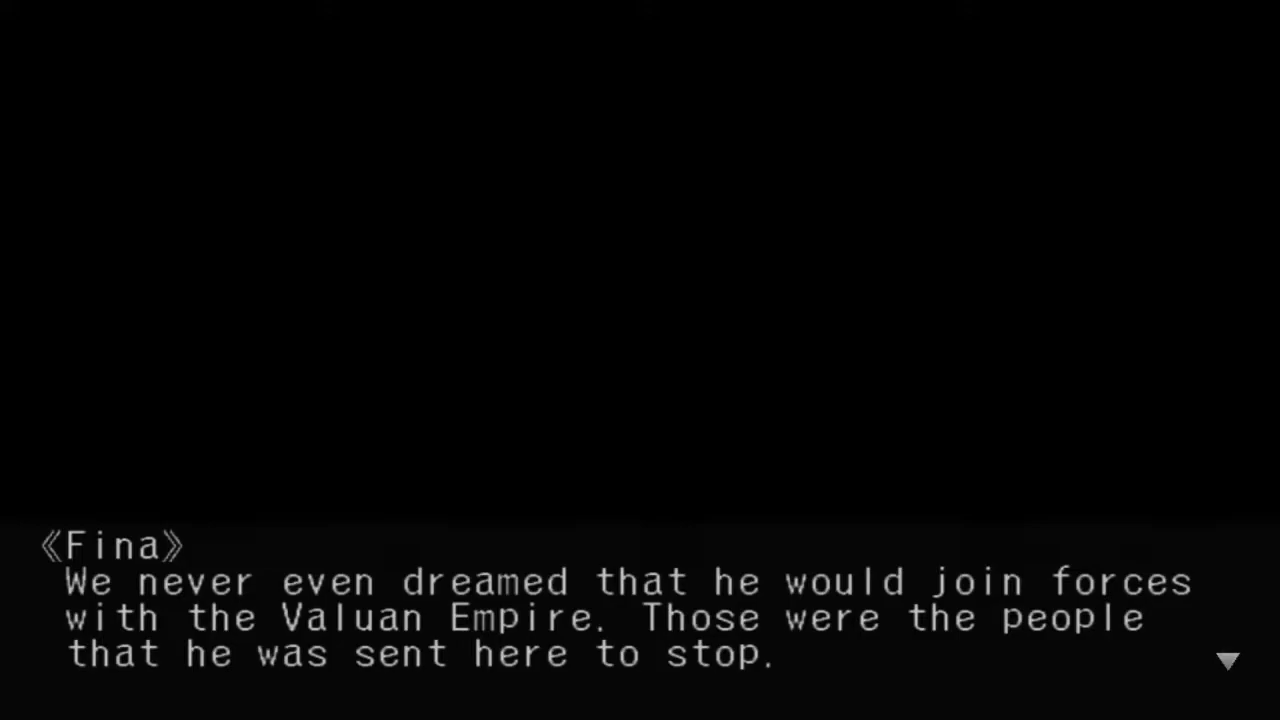 《Fina》
We never even dreamed that he would join forces
with the Valuan Empire. Those were the people
that he was sent here to stop.